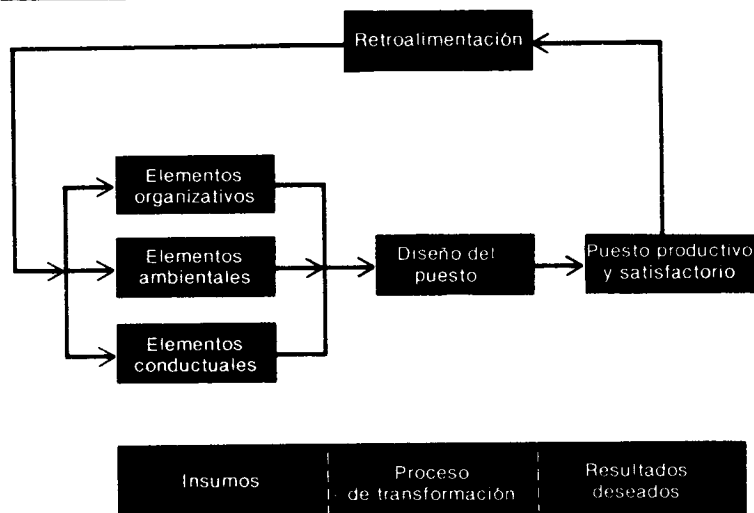 Retroalimentación
Elementos
organizativos
Elementos
ambientales
Elementos
conductuales
Diseño del
puesto
Puesto productivo
y satisfactorio
Insumos
Proceso
de transformación
Resultados
deseados